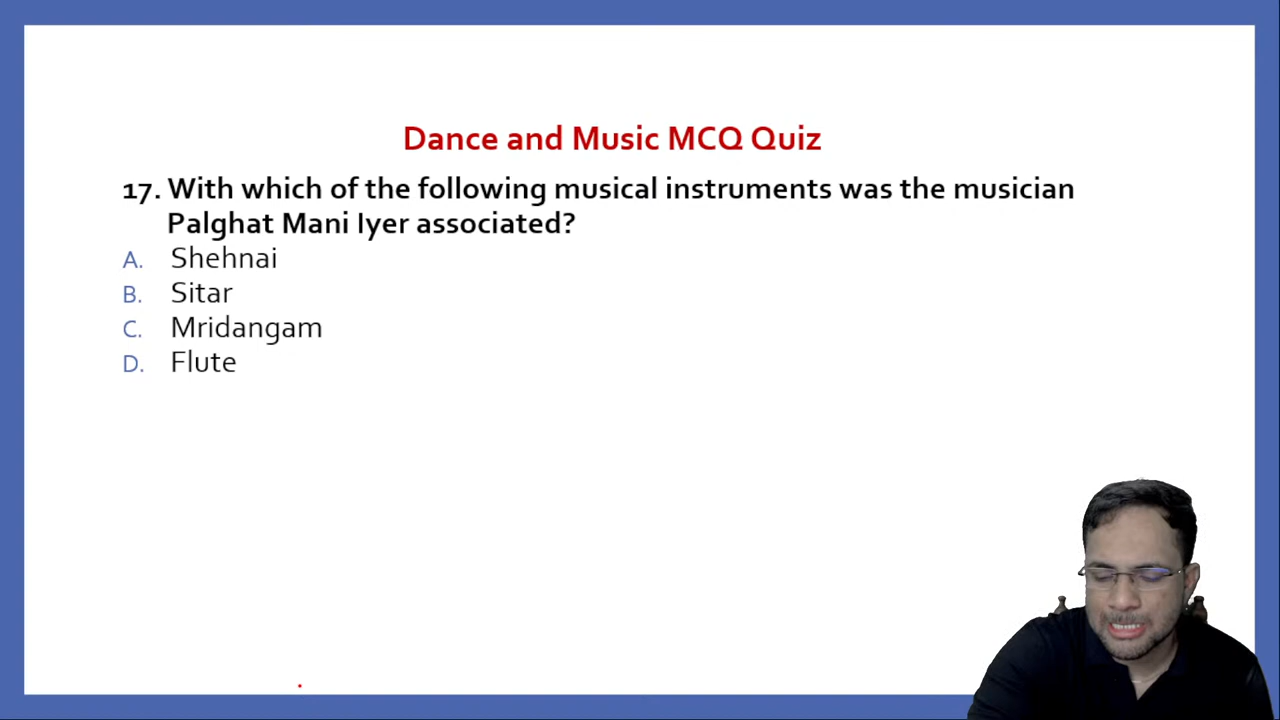 Dance and Music MCQ Quiz
17. With which of the following musical instruments was the musician
Palghat Mani Iyer associated?
A. Shehnai
B. Sitar
C. Mridangam
D. Flute